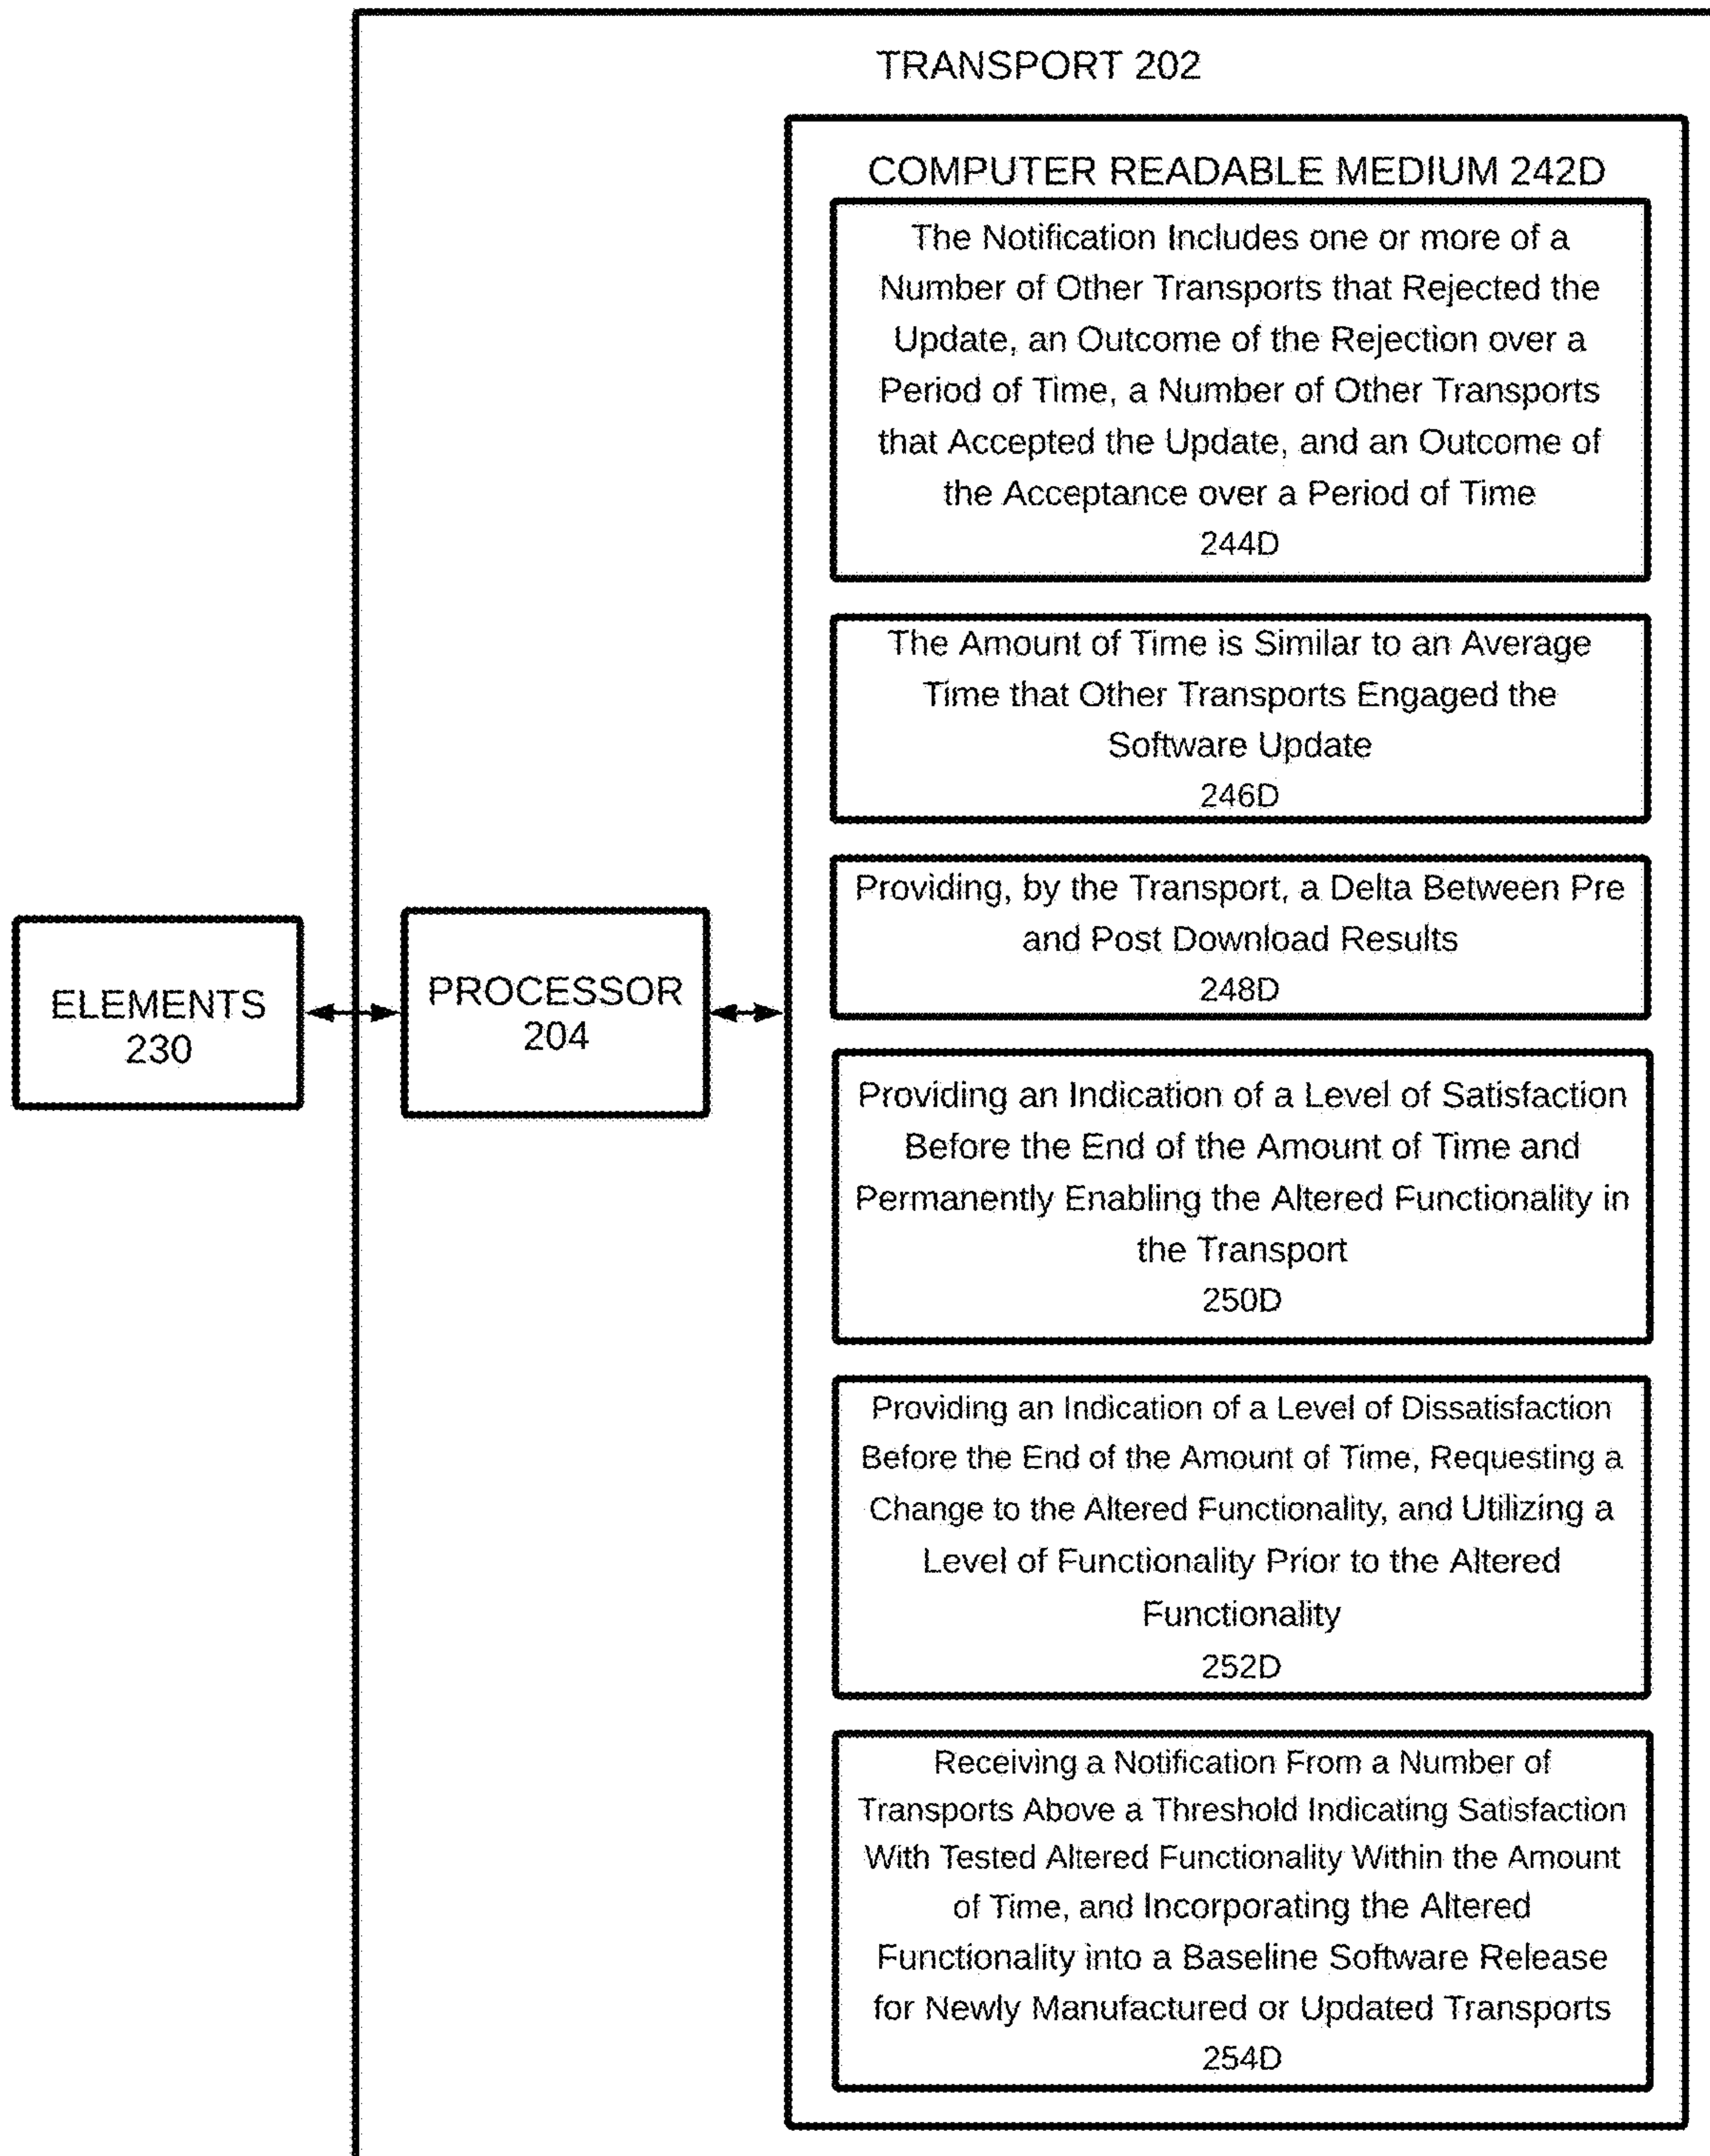 TRANSPORT 202
COMPUTER READABLE MEDIUM 242D
The Notification Includes one or more of a
Number of Other Transports that Rejected the
Update, an Outcome of the Rejection over a
Period of Time, a Number of Other Transports
that Accepted the Update, and an Outcome of
the Acceptance over a Period of Time
244D
The Amount of Time is Similar to an Average
Time that Other Transports Engaged the
Software Update
246D
Providing, by the Transport, a Delta Between Pre
and Post Download Results
248D
ELEMENTS
230
PROCESSOR
204
Providing an Indication of a Level of Satisfaction
Before the End of the Amount of Time and
Permanently Enabling the Altered Functionality in
the Transport
250D
Providing an Indication of a Level of Dissatisfaction
Before the End of the Amount of Time, Requesting a
Change to the Altered Functionality, and Utilizing a
Level of Functionality Prior to the Altered
Functionality
252D
Receiving a Notification From a Number of
Transports Above a Threshold Indicating Satisfaction
With Tested Altered Functionality Within the Amount
of Time, and Incorporating the Altered
Functionality into a Baseline Software Release
for Newly Manufactured or Updated Transports
254D